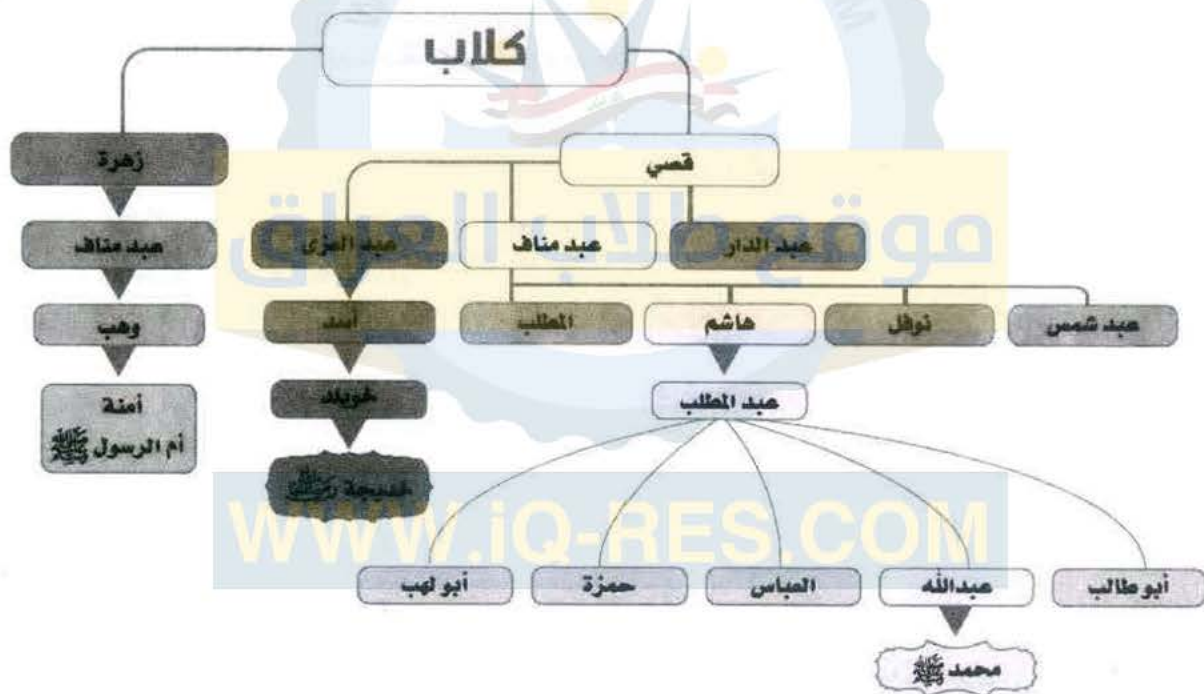 كلاب
قصي
زهرة
عبد الدار
عبد مناف
عبد العزى
عبد مناف
عبد شمس
نوفل
هاشم
المطلب
أسد
وهب
عبد المطلب
خويلد
أمنة
أم الرسول ﷺ
خديجة
أبو طالب
عبدالله
العباس
حمزة
أبو لهب
محمد ﷺ
موقع طلاب العراق
WWW.iQ-RES.COM